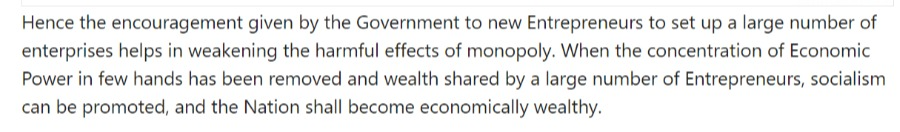 Hence the encouragement given by the Government to new Entrepreneurs to set up a large number of
enterprises helps in weakening the harmful effects of monopoly. When the concentration of Economic
Power in few hands has been removed and wealth shared by a large number of Entrepreneurs, socialism
can be promoted, and the Nation shall become economically wealthy.